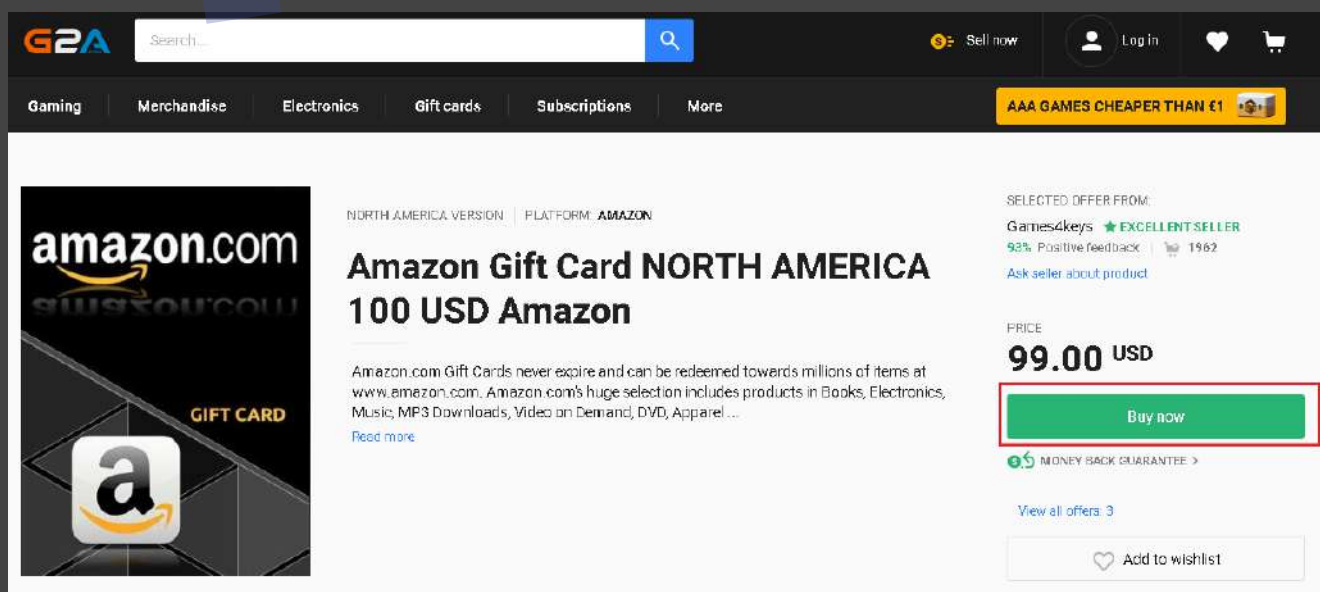 G2A
Search...
Sell now
Log in
Gaming
Merchandise
Electronics
Gift cards
Subscriptions
More
AAA GAMES CHEAPER THAN €1
amazon.com
GIFT CARD
a
NORTH AMERICA VERSION | PLATFORM: AMAZON
Amazon Gift Card NORTH AMERICA
100 USD Amazon
Amazon.com Gift Cards never expire and can be redeemed towards millions of items at
www.amazon.com. Amazon.com's huge selection includes products in Books, Electronics,
Music, MP3 Downloads, Video on Demand, DVD, Apparel ...
Read more
SELECTED OFFER FROM:
Games4keys ★ EXCELLENT SELLER
93% Positive feedback | 1962
Ask seller about product
PRICE
99.00 USD
Buy now
MONEY BACK GUARANTEE >
View all offers: 3
Add to wishlist